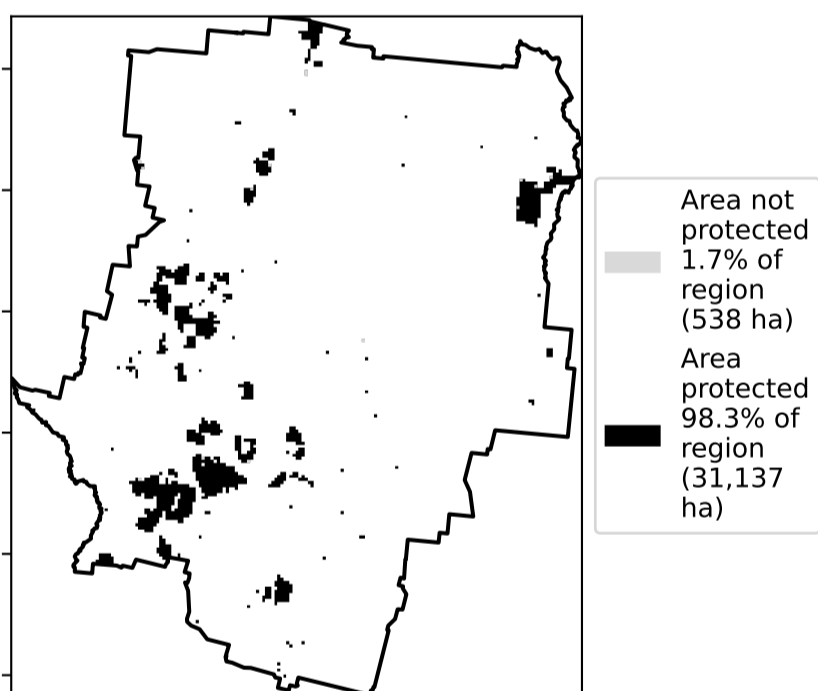 Area not
protected
1.7% of
region
(538 ha)
Area
protected
98.3% of
region
(31,137
ha)